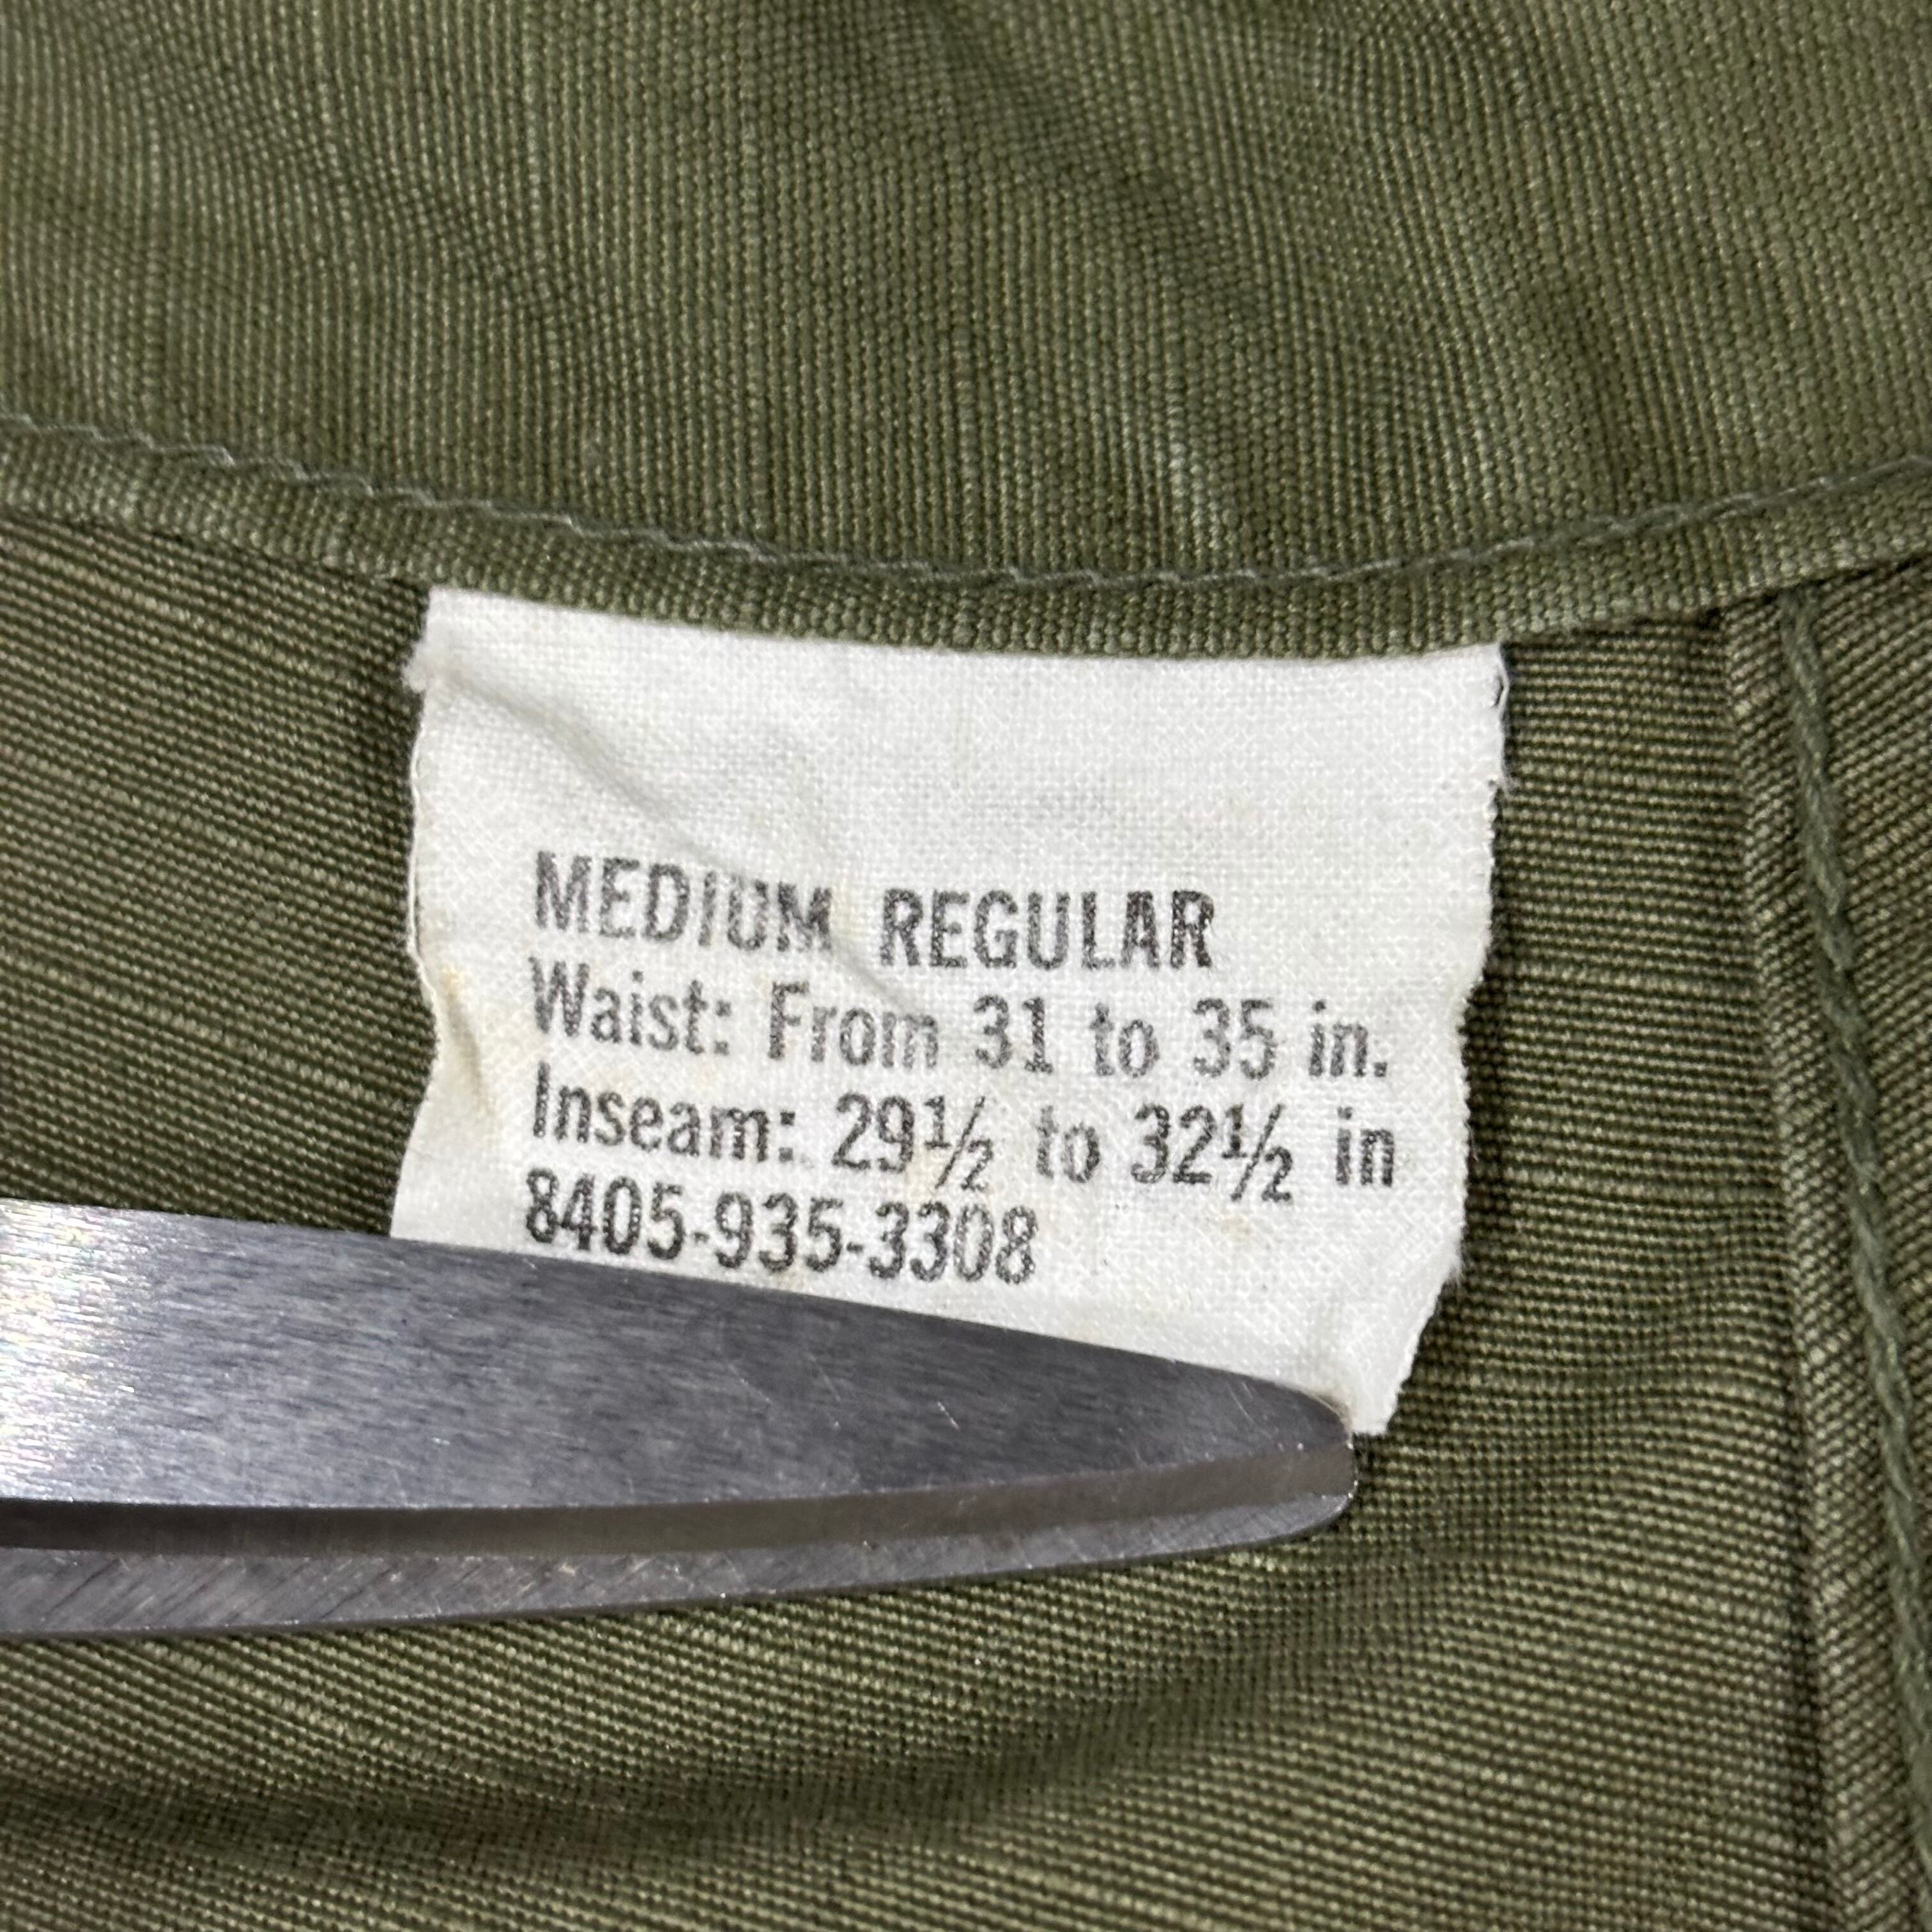 MEDIUM REGULAR
Waist: From 31 to 35 in.
Inseam: 29½ to 32½ in
8405-935-3308